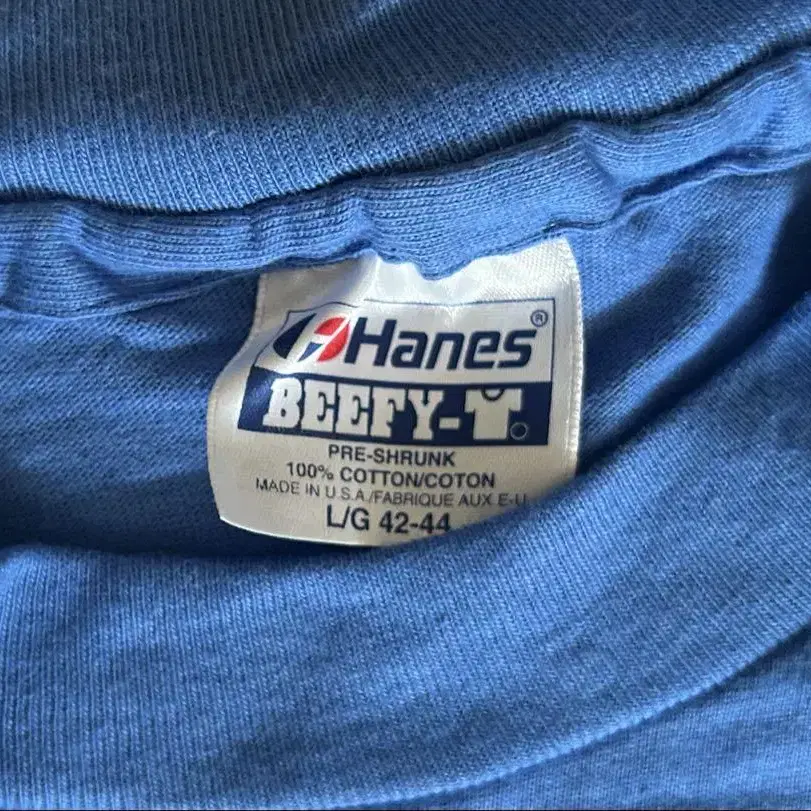 Hanes®
BEEFY-T
PRE-SHRUNK
100% COTTON/COTON
MADE IN U.S.A./FABRIQUE AUX E-U
L/G 42-44